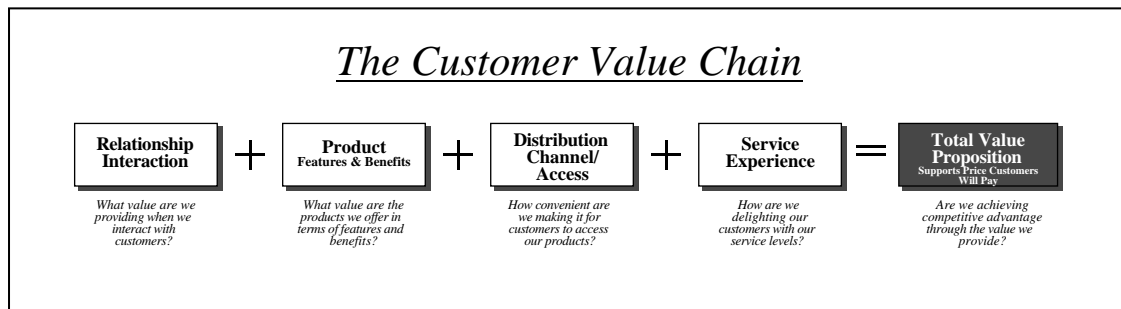 The Customer Value Chain
Relationship
Interaction
+
Product
Features & Benefits
+
Distribution
Channel/
Access
+
Service
Experience
=
Total Value
Proposition
Supports Price Customers
Will Pay
What value are we
providing when we
interact with
customers?
What value are the
products we offer in
terms of features and
benefits?
How convenient are
we making it for
customers to access
our products?
How are we
delighting our
customers with our
service levels?
Are we achieving
competitive advantage
through the value we
provide?